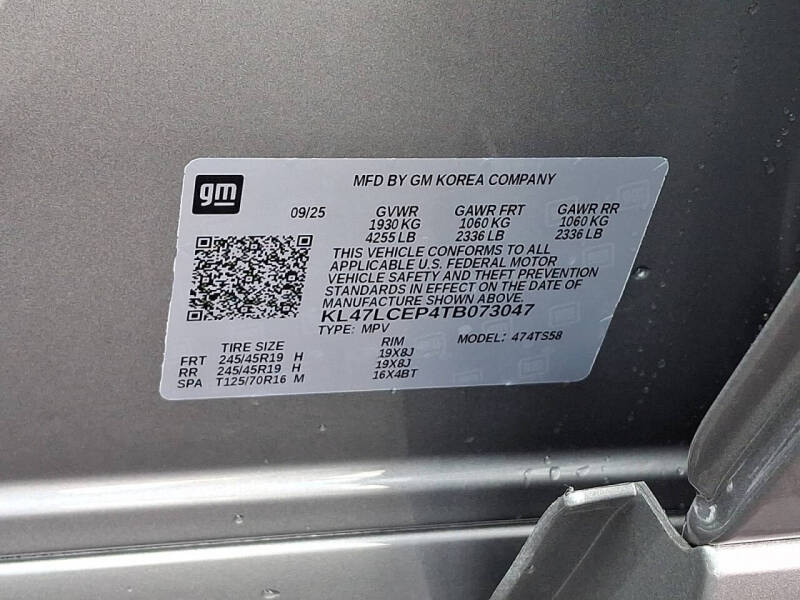 gm
MFD BY GM KOREA COMPANY
09/25 GVWR GAWR FRT GAWR RR
1930 KG 1060 KG 1060 KG
4255 LB 2336 LB 2336 LB
THIS VEHICLE CONFORMS TO ALL
APPLICABLE U.S. FEDERAL MOTOR
VEHICLE SAFETY AND THEFT PREVENTION
STANDARDS IN EFFECT ON THE DATE OF
MANUFACTURE SHOWN ABOVE.
KL47LCEP4TB073047
TYPE: MPV MODEL: 474TS58
TIRE SIZE RIM
FRT 245/45R19 H 19X8J
RR 245/45R19 H 19X8J
SPA T125/70R16 M 16X4BT